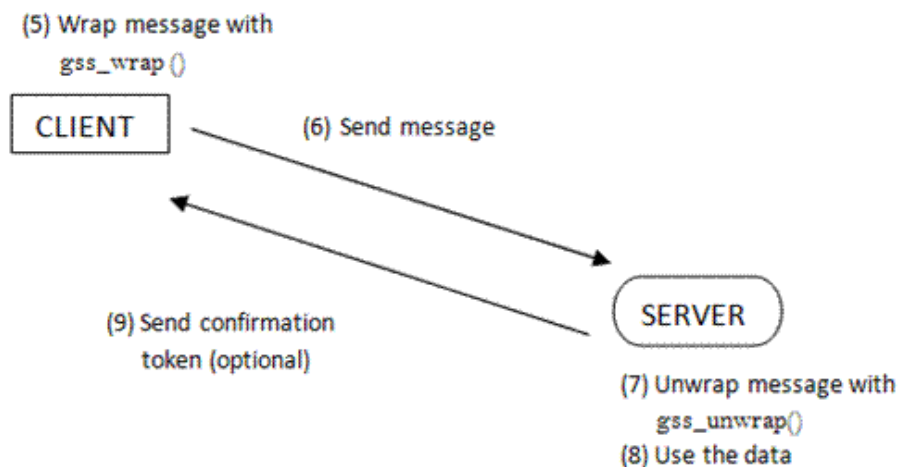 (5) Wrap message with
gss_wrap ()
CLIENT
(6) Send message
(9) Send confirmation
token (optional)
SERVER
(7) Unwrap message with
gss_unwrap()
(8) Use the data